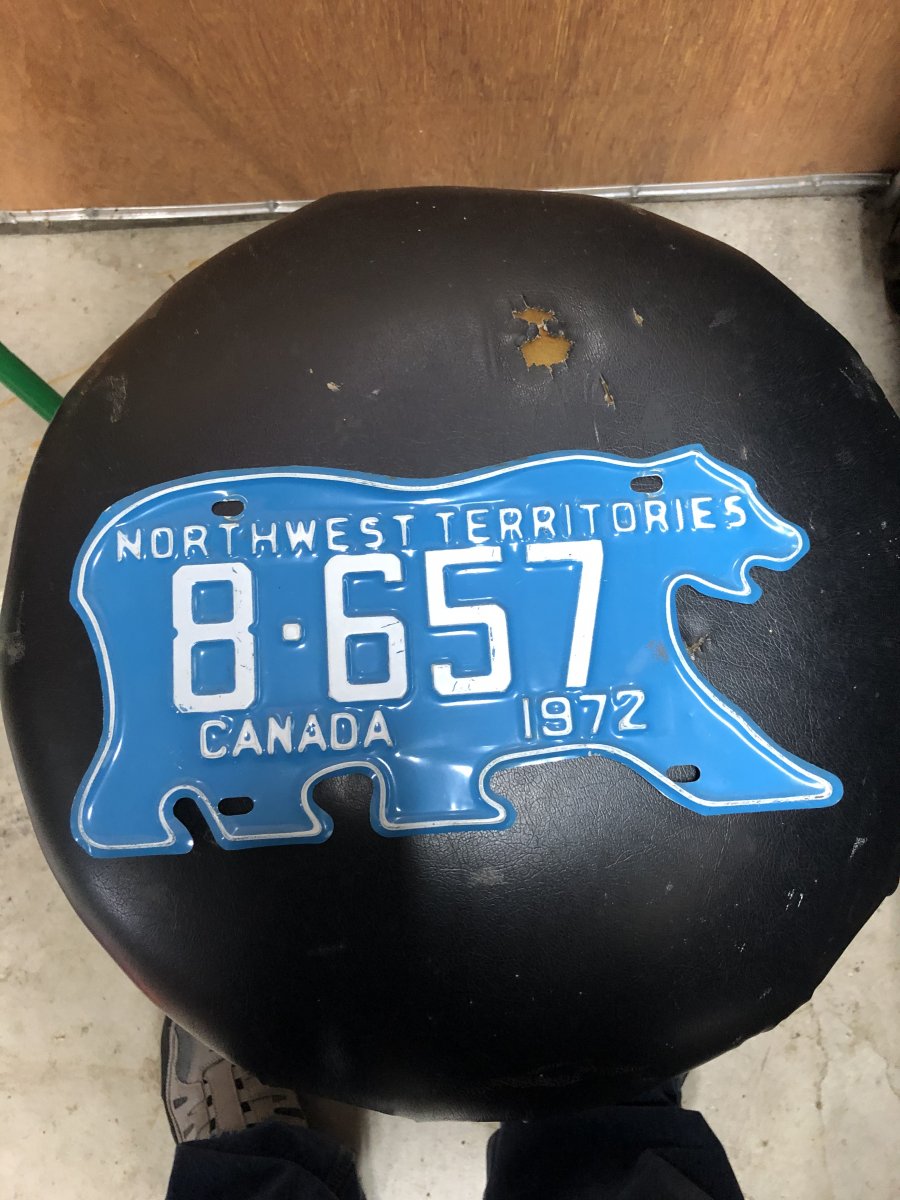 NORTHWEST TERRITORIES
8·657
CANADA 1972